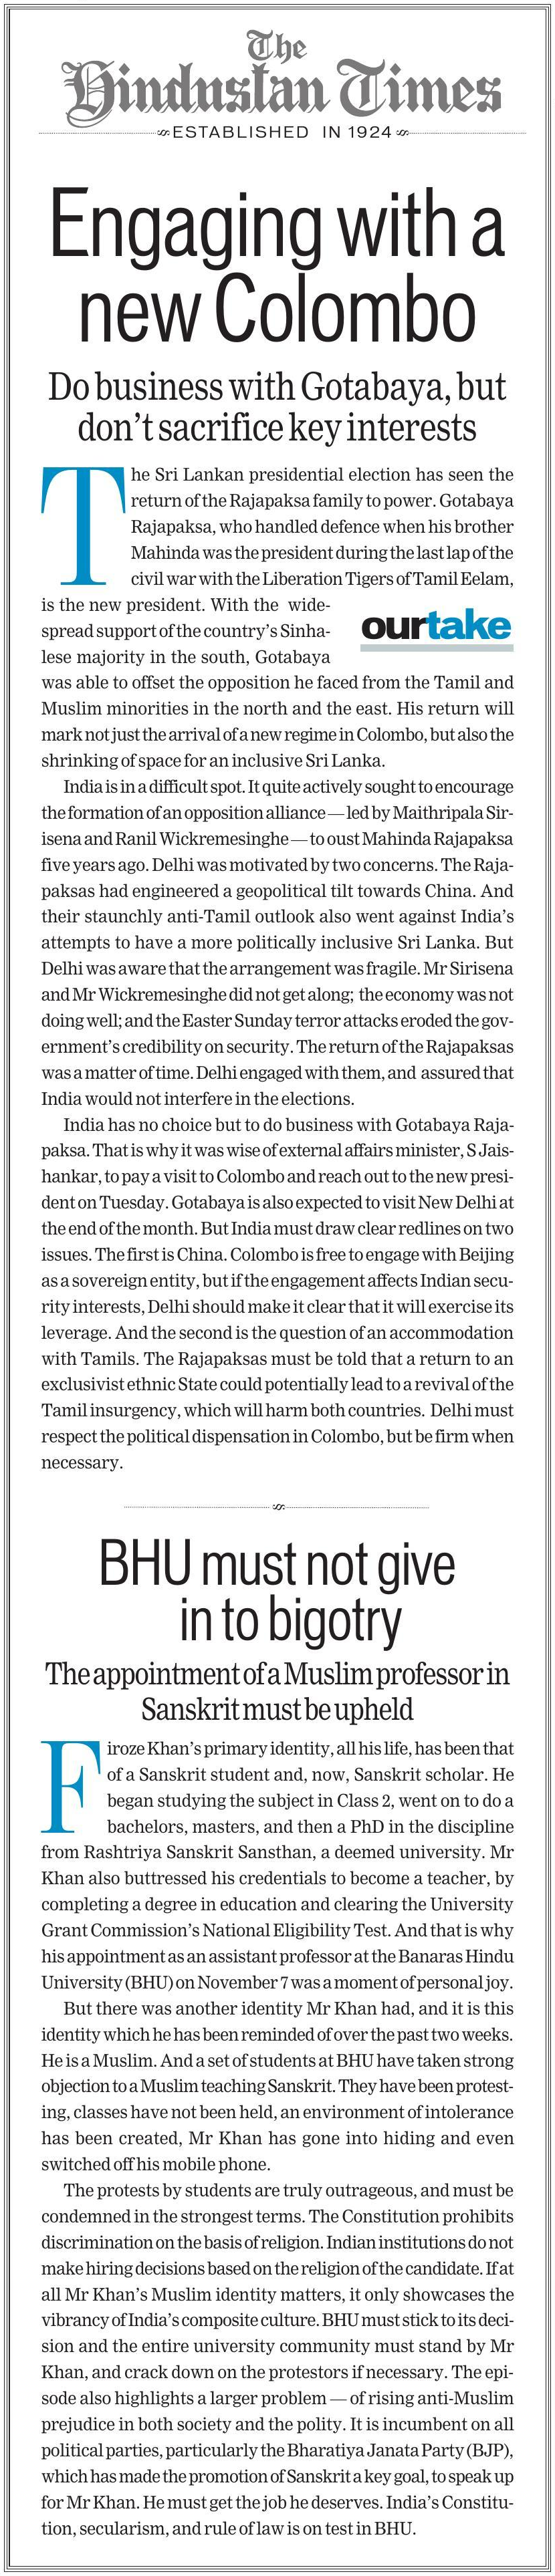 The
Hindustan Times
ESTABLISHED IN 1924
Engaging with a
new Colombo
Do business with Gotabaya, but
don't sacrifice key interests
The Sri Lankan presidential election has seen the
return of the Rajapaksa family to power. Gotabaya
Rajapaksa, who handled defence when his brother
Mahinda was the president during the last lap of the
civil war with the Liberation Tigers of Tamil Eelam,
is the new president. With the wide-
spread support of the country's Sinha-
lese majority in the south, Gotabaya
ourtake
was able to offset the opposition he faced from the Tamil and
Muslim minorities in the north and the east. His return will
mark not just the arrival of a new regime in Colombo, but also the
shrinking of space for an inclusive Sri Lanka.
India is in a difficult spot. It quite actively sought to encourage
the formation of an opposition alliance — led by Maithripala Sir-
isena and Ranil Wickremesinghe — to oust Mahinda Rajapaksa
five years ago. Delhi was motivated by two concerns. The Raja-
paksas had engineered a geopolitical tilt towards China. And
their staunchly anti-Tamil outlook also went against India's
attempts to have a more politically inclusive Sri Lanka. But
Delhi was aware that the arrangement was fragile. Mr Sirisena
and Mr Wickremesinghe did not get along; the economy was not
doing well; and the Easter Sunday terror attacks eroded the gov-
ernment's credibility on security. The return of the Rajapaksas
was a matter of time. Delhi engaged with them, and assured that
India would not interfere in the elections.
India has no choice but to do business with Gotabaya Raja-
paksa. That is why it was wise of external affairs minister, S Jais-
hankar, to pay a visit to Colombo and reach out to the new presi-
dent on Tuesday. Gotabaya is also expected to visit New Delhi at
the end of the month. But India must draw clear redlines on two
issues. The first is China. Colombo is free to engage with Beijing
as a sovereign entity, but if the engagement affects Indian secu-
rity interests, Delhi should make it clear that it will exercise its
leverage. And the second is the question of an accommodation
with Tamils. The Rajapaksas must be told that a return to an
exclusivist ethnic State could potentially lead to a revival of the
Tamil insurgency, which will harm both countries. Delhi must
respect the political dispensation in Colombo, but be firm when
necessary.
BHU must not give
in to bigotry
The appointment of a Muslim professor in
Sanskrit must be upheld
Firoze Khan's primary identity, all his life, has been that
of a Sanskrit student and, now, Sanskrit scholar. He
began studying the subject in Class 2, went on to do a
bachelors, masters, and then a PhD in the discipline
from Rashtriya Sanskrit Sansthan, a deemed university. Mr
Khan also buttressed his credentials to become a teacher, by
completing a degree in education and clearing the University
Grant Commission's National Eligibility Test. And that is why
his appointment as an assistant professor at the Banaras Hindu
University (BHU) on November 7 was a moment of personal joy.
But there was another identity Mr Khan had, and it is this
identity which he has been reminded of over the past two weeks.
He is a Muslim. And a set of students at BHU have taken strong
objection to a Muslim teaching Sanskrit. They have been protest-
ing, classes have not been held, an environment of intolerance
has been created, Mr Khan has gone into hiding and even
switched off his mobile phone.
The protests by students are truly outrageous, and must be
condemned in the strongest terms. The Constitution prohibits
discrimination on the basis of religion. Indian institutions do not
make hiring decisions based on the religion of the candidate. If at
all Mr Khan's Muslim identity matters, it only showcases the
vibrancy of India's composite culture. BHU must stick to its deci-
sion and the entire university community must stand by Mr
Khan, and crack down on the protestors if necessary. The epi-
sode also highlights a larger problem — of rising anti-Muslim
prejudice in both society and the polity. It is incumbent on all
political parties, particularly the Bharatiya Janata Party (BJP),
which has made the promotion of Sanskrit a key goal, to speak up
for Mr Khan. He must get the job he deserves. India's Constitu-
tion, secularism, and rule of law is on test in BHU.